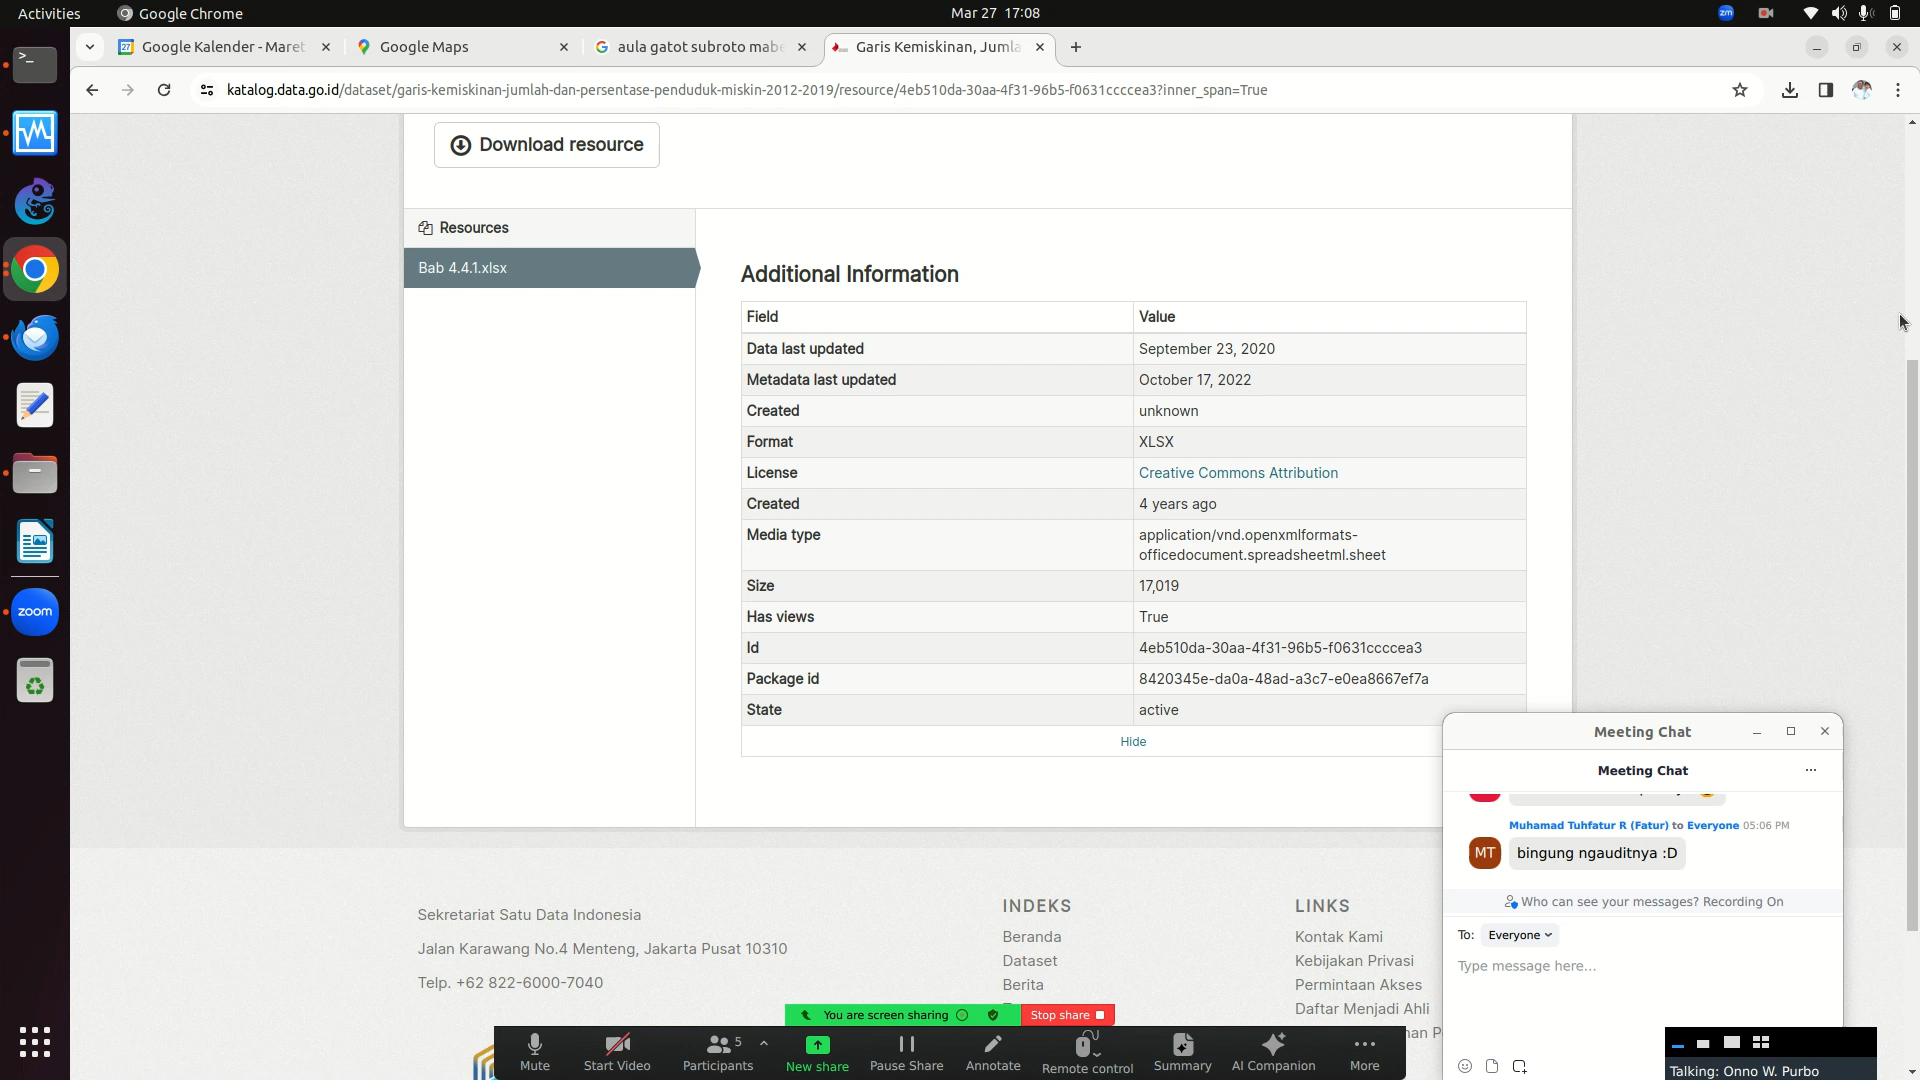 Activities
Google Chrome
Mar 27 17:08
zm
27
Google Kalender - Maret
Google Maps
aula gatot subroto mabe
Garis Kemiskinan, Jumla
katalog.data.go.id/dataset/garis-kemiskinan-jumlah-dan-persentase-penduduk-miskin-2012-2019/resource/4eb510da-30aa-4f31-96b5-f0631ccccea3?inner_span=True
Download resource
Resources
Bab 4.4.1.xlsx
Additional Information
Field Value
Data last updated September 23, 2020
Metadata last updated October 17, 2022
Created unknown
Format XLSX
License Creative Commons Attribution
Created 4 years ago
Media type application/vnd.openxmlformats-
officedocument.spreadsheetml.sheet
Size 17,019
Has views True
Id 4eb510da-30aa-4f31-96b5-f0631ccccea3
Package id 8420345e-da0a-48ad-a3c7-e0ea8667ef7a
State active
Hide
zoom
Sekretariat Satu Data Indonesia
Jalan Karawang No.4 Menteng, Jakarta Pusat 10310
Telp. +62 822-6000-7040
INDEKS
Beranda
Dataset
Berita
LINKS
Kontak Kami
Kebijakan Privasi
Permintaan Akses
Daftar Menjadi Ahli
Meeting Chat
Meeting Chat
Muhamad Tuhfatur R (Fatur) to Everyone 05:06 PM
MT
bingung ngauditnya :D
Who can see your messages? Recording On
To: Everyone
Type message here...
You are screen sharing
Stop share
Mute
Start Video
Participants 5
New share
Pause Share
Annotate
Remote control
Summary
AI Companion
More
Talking: Onno W. Purbo